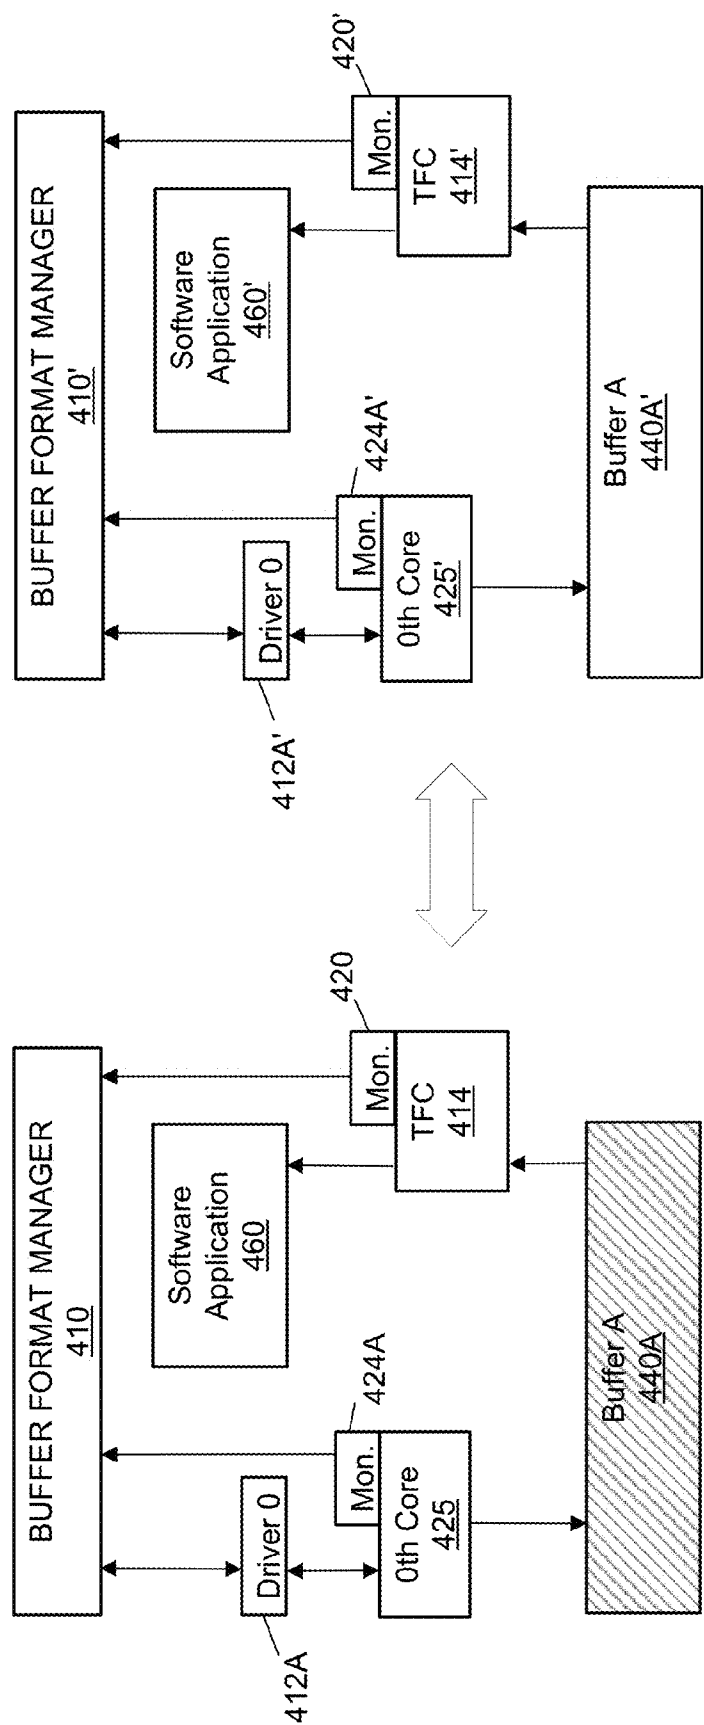 BUFFER FORMAT MANAGER
410
Software
Application
460
420
Mon.
TFC
414
424A
Mon.
0th Core
425
Driver 0
412A
Buffer A
440A
BUFFER FORMAT MANAGER
410'
Software
Application
460'
420'
Mon.
TFC
414'
424A'
Mon.
0th Core
425'
Driver 0
412A'
Buffer A
440A'